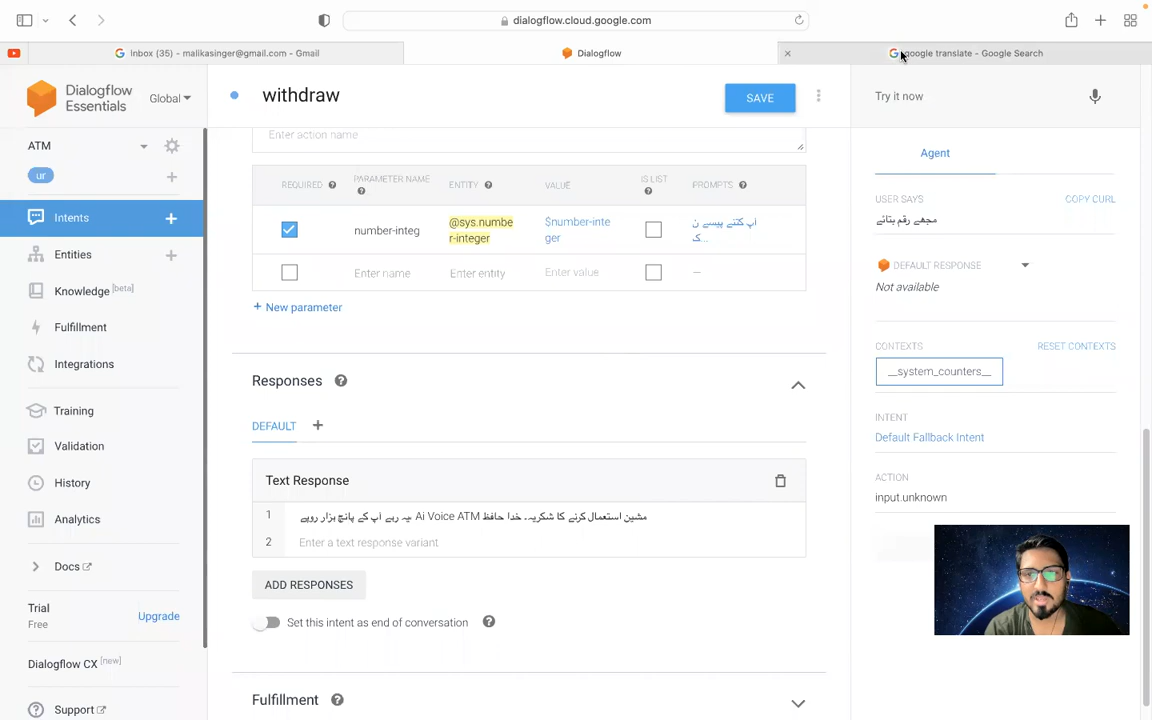 dialogflow.cloud.google.com
Inbox (35) - malikasinger@gmail.com - Gmail
Dialogflow
google translate - Google Search
Dialogflow
Essentials
Global
withdraw
SAVE
Try it now
ATM
ur
Intents
Entities
Knowledge [beta]
Fulfillment
Integrations
Training
Validation
History
Analytics
Docs
Trial
Free
Upgrade
Dialogflow CX [new]
Support
Enter action name
REQUIRED
PARAMETER NAME
ENTITY
VALUE
IS LIST
PROMPTS
number-integ
@sys.numbe
r-integer
$number-inte
ger
آپ کتنے پیسے ن
ک...
Enter name
Enter entity
Enter value
—
+ New parameter
Responses
DEFAULT
+
Text Response
1
یہ رہے آپ کے پانچ ہزار روپے Ai Voice ATM مشین استعمال کرنے کا شکریہ۔ خدا حافظ
2
Enter a text response variant
ADD RESPONSES
Set this intent as end of conversation
Fulfillment
Agent
USER SAYS
COPY CURL
مجھے رقم بتائے
DEFAULT RESPONSE
Not available
CONTEXTS
RESET CONTEXTS
__system_counters__
INTENT
Default Fallback Intent
ACTION
input.unknown